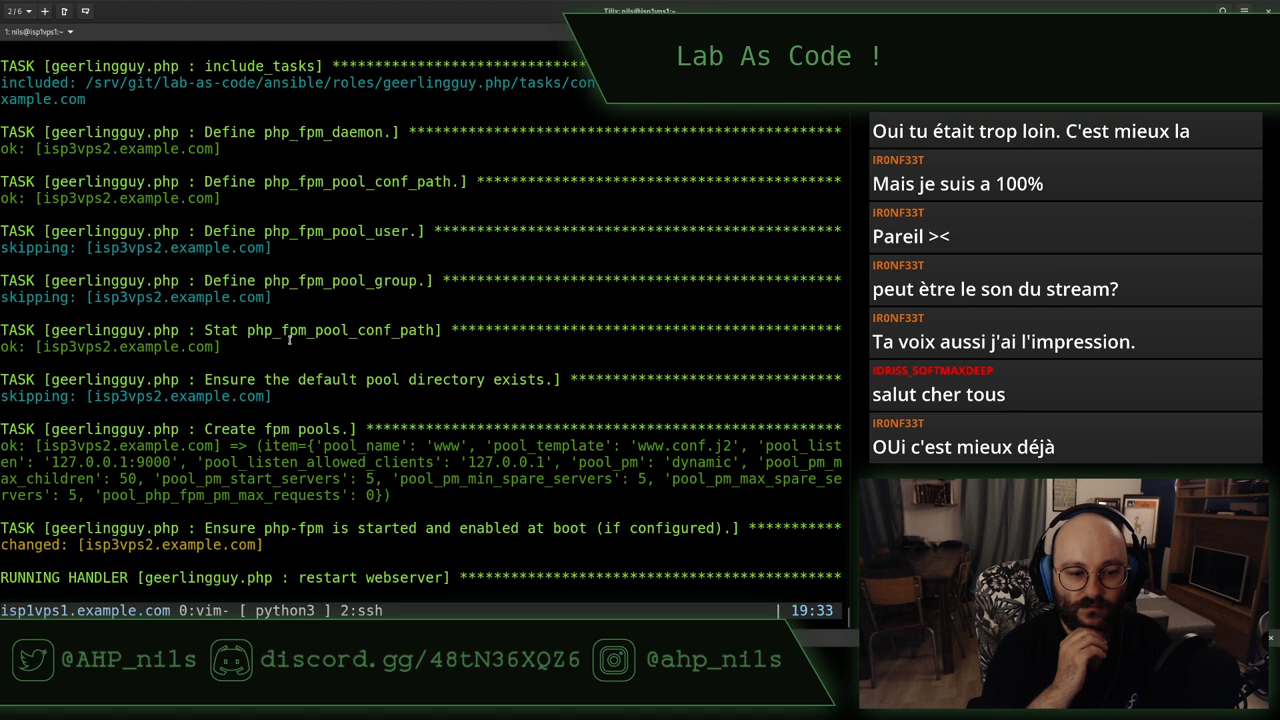 2/6
Tilix: nils@isp1vps1:~
1: nils@isp1vps1:~
Lab As Code !
TASK [geerlingguy.php : include_tasks] ******************************
included: /srv/git/lab-as-code/ansible/roles/geerlingguy.php/tasks/con
xample.com
TASK [geerlingguy.php : Define php_fpm_daemon.] ***************************************************
ok: [isp3vps2.example.com]
TASK [geerlingguy.php : Define php_fpm_pool_conf_path.] *******************************************
ok: [isp3vps2.example.com]
TASK [geerlingguy.php : Define php_fpm_pool_user.] ************************************************
skipping: [isp3vps2.example.com]
TASK [geerlingguy.php : Define php_fpm_pool_group.] ***********************************************
skipping: [isp3vps2.example.com]
TASK [geerlingguy.php : Stat php_fpm_pool_conf_path] **********************************************
ok: [isp3vps2.example.com]
TASK [geerlingguy.php : Ensure the default pool directory exists.] ********************************
skipping: [isp3vps2.example.com]
TASK [geerlingguy.php : Create fpm pools.] ********************************************************
ok: [isp3vps2.example.com] => (item={'pool_name': 'www', 'pool_template': 'www.conf.j2', 'pool_list
en': '127.0.0.1:9000', 'pool_listen_allowed_clients': '127.0.0.1', 'pool_pm': 'dynamic', 'pool_pm_m
ax_children': 50, 'pool_pm_start_servers': 5, 'pool_pm_min_spare_servers': 5, 'pool_pm_max_spare_se
rvers': 5, 'pool_php_fpm_pm_max_requests': 0})
TASK [geerlingguy.php : Ensure php-fpm is started and enabled at boot (if configured).] ***********
changed: [isp3vps2.example.com]
RUNNING HANDLER [geerlingguy.php : restart webserver] *********************************************
isp1vps1.example.com 0:vim- [ python3 ] 2:ssh | 19:33
Oui tu était trop loin. C'est mieux la
IR0NF33T
Mais je suis a 100%
IR0NF33T
Pareil ><
IR0NF33T
peut ètre le son du stream?
IR0NF33T
Ta voix aussi j'ai l'impression.
IDRISS_SOFTMAXDEEP
salut cher tous
IR0NF33T
OUi c'est mieux déjà
@AHP_nils discord.gg/48tN36XQZ6 @ahp_nils